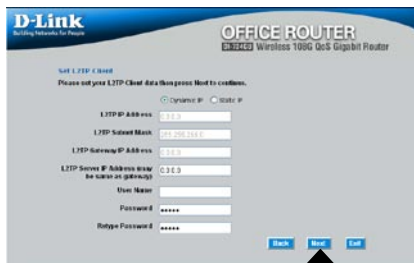 D-Link
Building Networks for People
OFFICE ROUTER
Wireless 108G QoS Gigabit Router
Set L2TP Client
Please set your L2TP Client data then press Next to continue.
Dynamic IP Static IP
L2TP IP Address 0.0.0.0
L2TP Subnet Mask 255.255.255.0
L2TP Gateway IP Address 0.0.0.0
L2TP Server IP Address (may be same as gateway) 0.0.0.0
User Name
Password •••••
Retype Password •••••
Back Next Exit